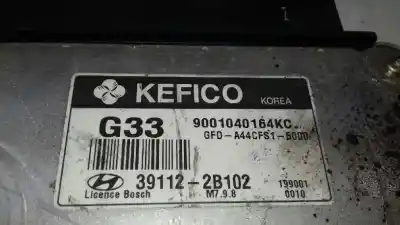 KEFICO KOREA
G33 9001040164KC
GFD-A44CFS1-5000
39112-2B102 199001
Licence Bosch M7.9.8 0010